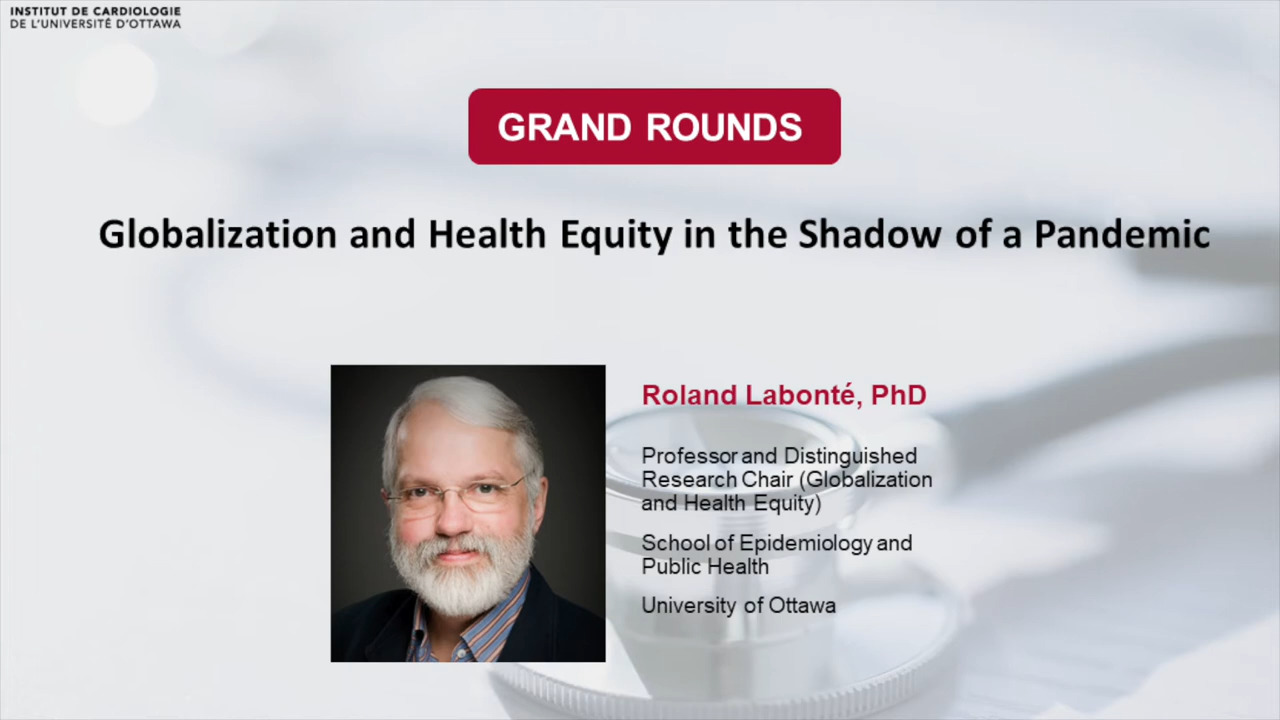 INSTITUT DE CARDIOLOGIE
DE L'UNIVERSITÉ D'OTTAWA
GRAND ROUNDS
Globalization and Health Equity in the Shadow of a Pandemic
Roland Labonté, PhD
Professor and Distinguished
Research Chair (Globalization
and Health Equity)
School of Epidemiology and
Public Health
University of Ottawa